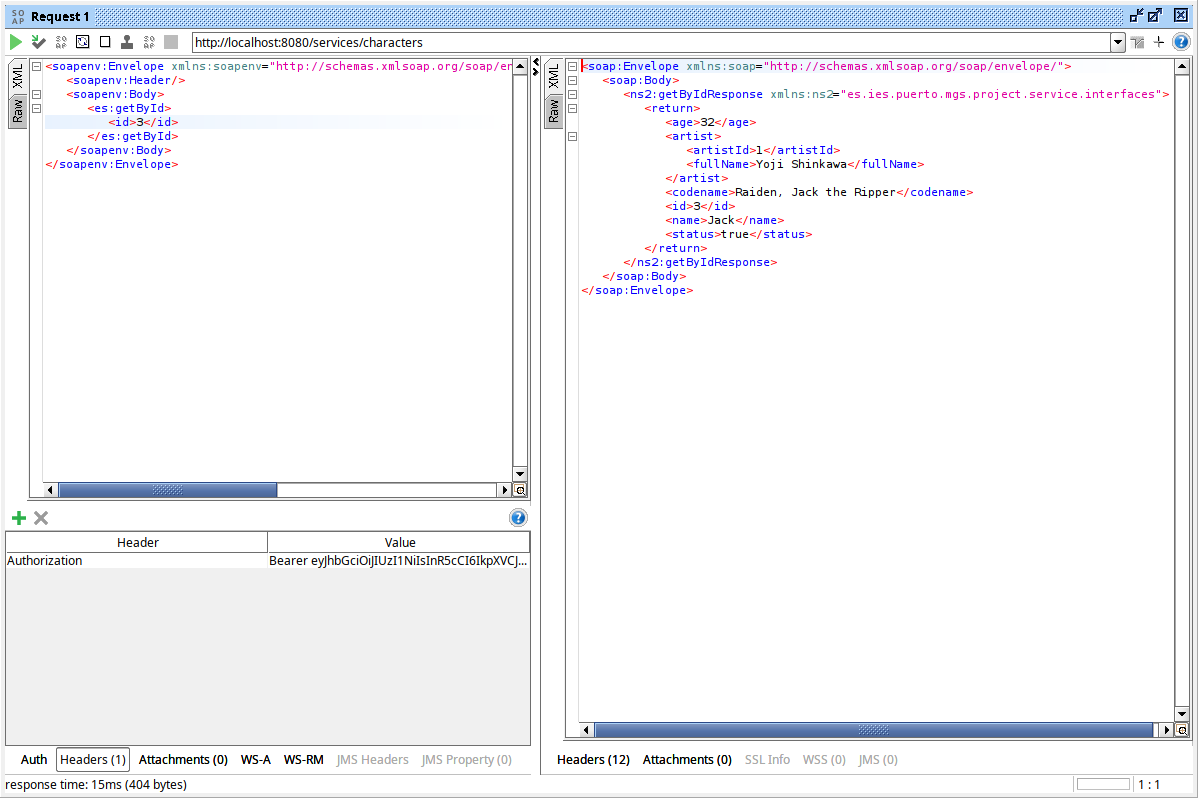 SO AP Request 1
SO AP SO AP http://localhost:8080/services/characters
XML
Raw
<soapenv:Envelope xmlns:soapenv="http://schemas.xmlsoap.org/soap/en
<soapenv:Header/>
<soapenv:Body>
<es:getById>
<id>3</id>
</es:getById>
</soapenv:Body>
</soapenv:Envelope>
Header Value
Authorization Bearer eyJhbGciOiJIUzI1NiIsInR5cCI6IkpXVCJ...
Auth Headers (1) Attachments (0) WS-A WS-RM JMS Headers JMS Property (0)
XML
Raw
<soap:Envelope xmlns:soap="http://schemas.xmlsoap.org/soap/envelope/">
<soap:Body>
<ns2:getByIdResponse xmlns:ns2="es.ies.puerto.mgs.project.service.interfaces">
<return>
<age>32</age>
<artist>
<artistId>1</artistId>
<fullName>Yoji Shinkawa</fullName>
</artist>
<codename>Raiden, Jack the Ripper</codename>
<id>3</id>
<name>Jack</name>
<status>true</status>
</return>
</ns2:getByIdResponse>
</soap:Body>
</soap:Envelope>
Headers (12) Attachments (0) SSL Info WSS (0) JMS (0)
response time: 15ms (404 bytes) 1 : 1